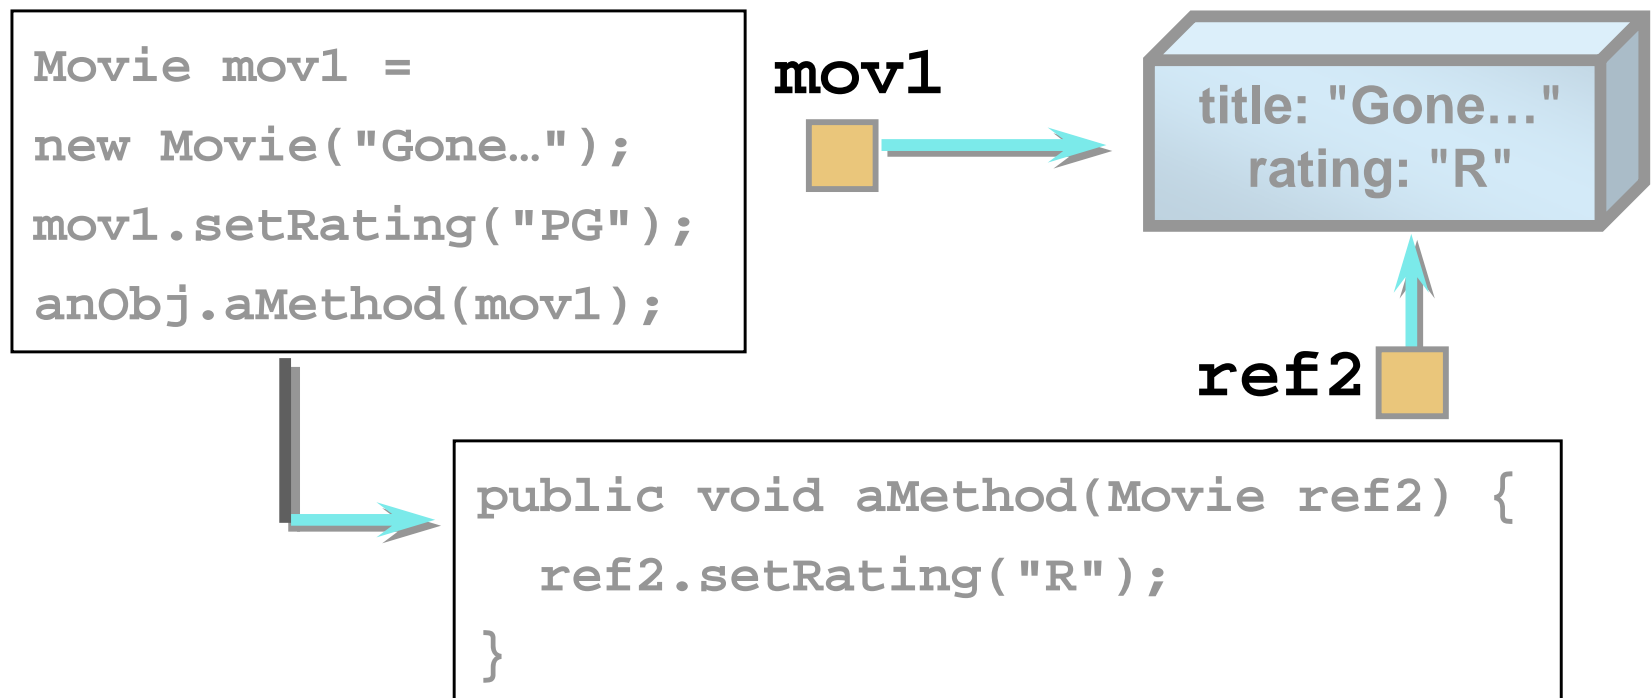 Movie mov1 =
new Movie("Gone…");
mov1.setRating("PG");
anObj.aMethod(mov1);
mov1
title: "Gone…"
rating: "R"
ref2
public void aMethod(Movie ref2) {
ref2.setRating("R");
}